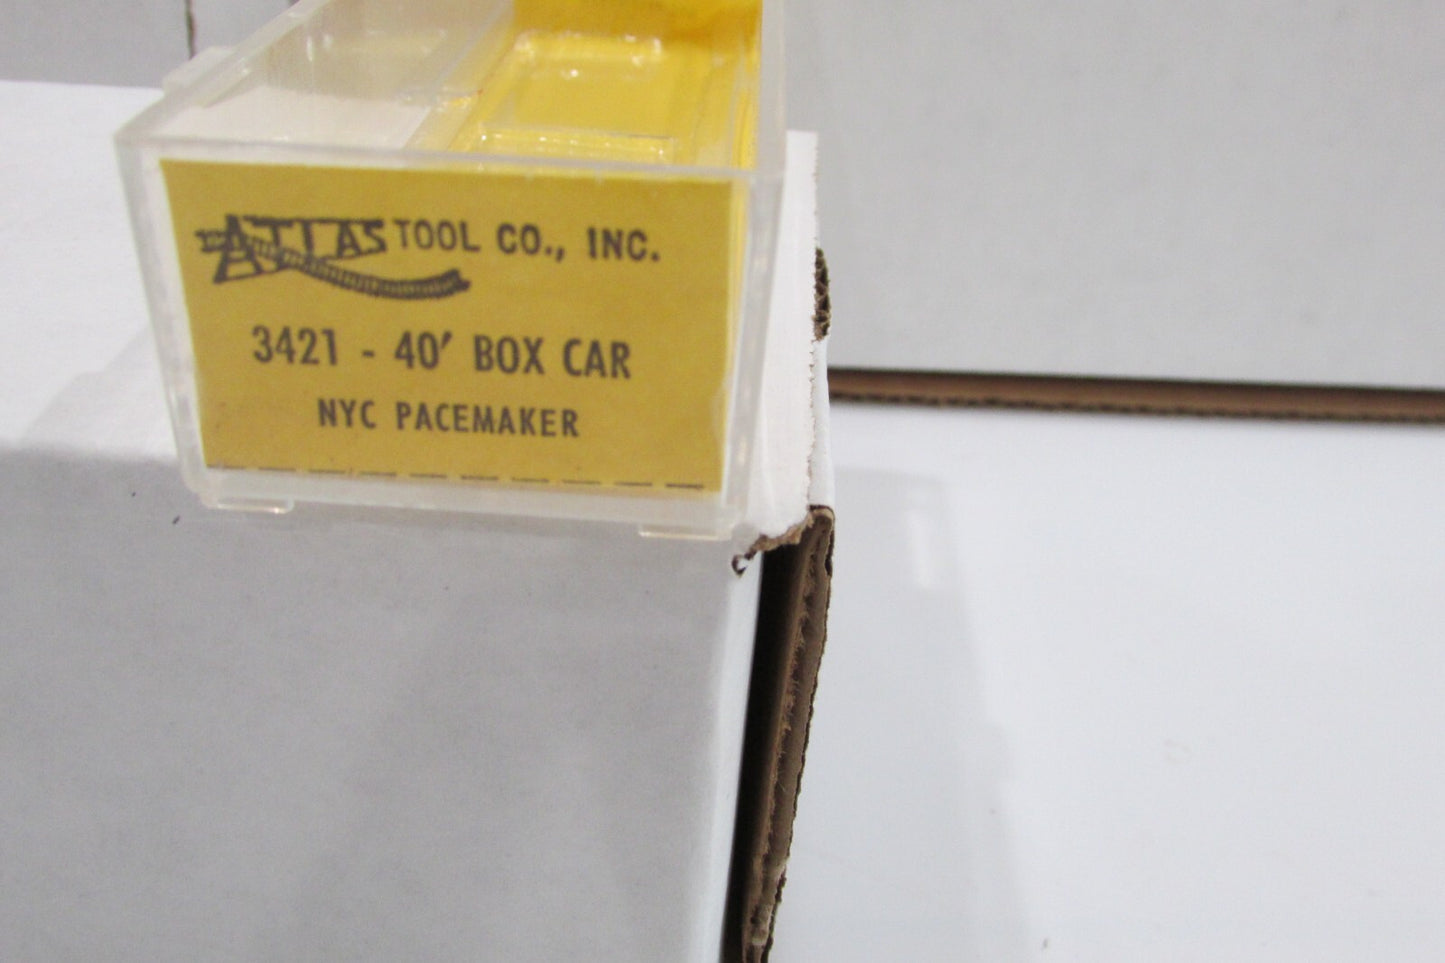 ATLAS TOOL CO., INC.
3421 - 40' BOX CAR
NYC PACEMAKER